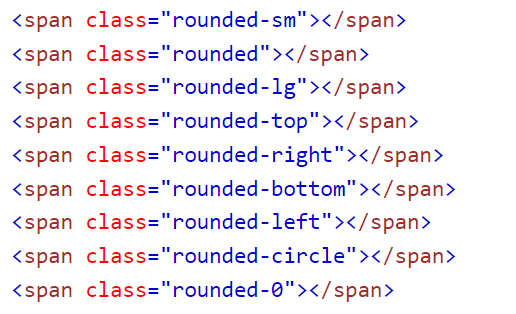 <span class="rounded-sm"></span>
<span class="rounded"></span>
<span class="rounded-lg"></span>
<span class="rounded-top"></span>
<span class="rounded-right"></span>
<span class="rounded-bottom"></span>
<span class="rounded-left"></span>
<span class="rounded-circle"></span>
<span class="rounded-0"></span>